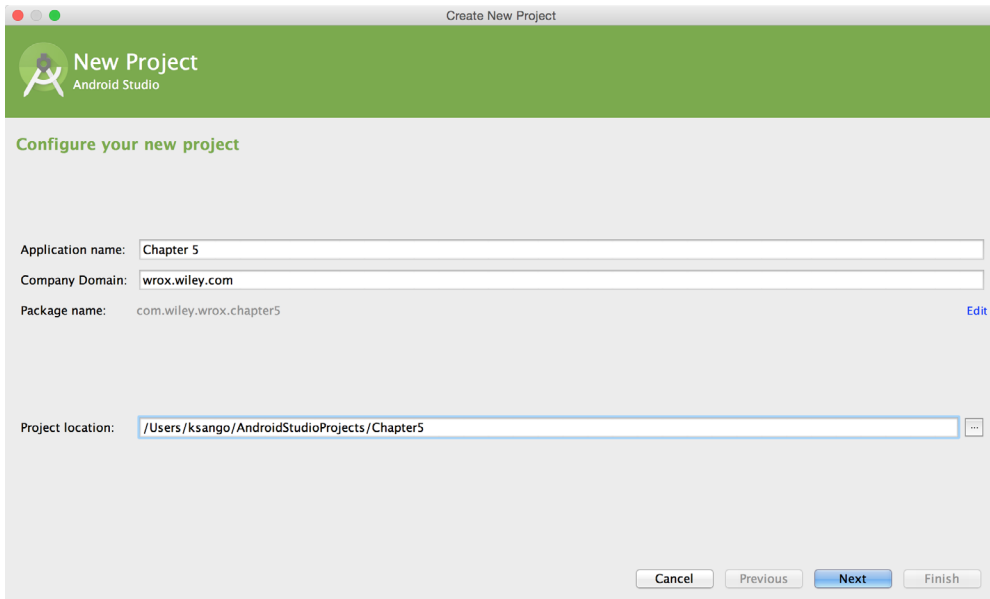 Create New Project
New Project
Android Studio
Configure your new project
Application name: Chapter 5
Company Domain: wrox.wiley.com
Package name: com.wiley.wrox.chapter5 Edit
Project location: /Users/ksango/AndroidStudioProjects/Chapter5 ...
Cancel Previous Next Finish